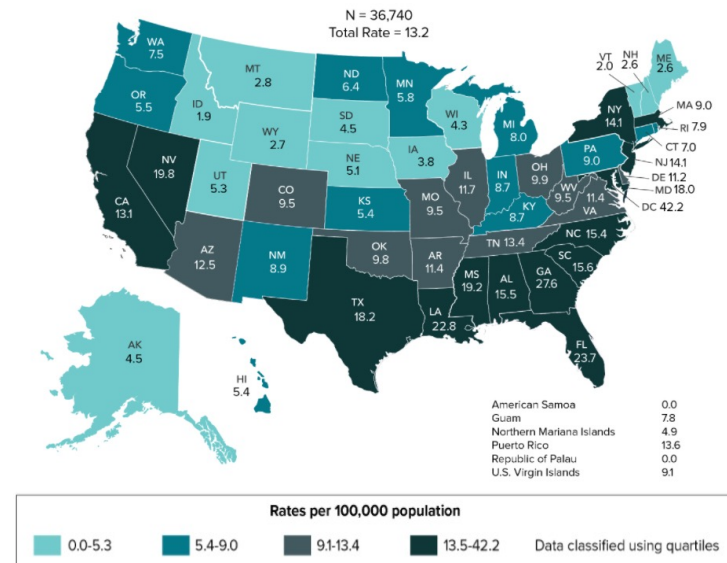 N = 36,740
Total Rate = 13.2
WA
7.5
OR
5.5
CA
13.1
NV
19.8
ID
1.9
MT
2.8
WY
2.7
UT
5.3
AZ
12.5
CO
9.5
NM
8.9
ND
6.4
SD
4.5
NE
5.1
KS
5.4
OK
9.8
TX
18.2
MN
5.8
IA
3.8
MO
9.5
AR
11.4
LA
22.8
WI
4.3
IL
11.7
MI
8.0
IN
8.7
OH
9.9
KY
8.7
TN 13.4
MS
19.2
AL
15.5
GA
27.6
FL
23.7
SC
15.6
NC 15.4
WV
9.5
11.4
VA
PA
9.0
NY
14.1
VT
2.0
NH
2.6
ME
2.6
MA 9.0
RI 7.9
CT 7.0
NJ 14.1
DE 11.2
MD 18.0
DC 42.2
AK
4.5
HI
5.4
American Samoa 0.0
Guam 7.8
Northern Mariana Islands 4.9
Puerto Rico 13.6
Republic of Palau 0.0
U.S. Virgin Islands 9.1
Rates per 100,000 population
0.0-5.3 5.4-9.0 9.1-13.4 13.5-42.2 Data classified using quartiles